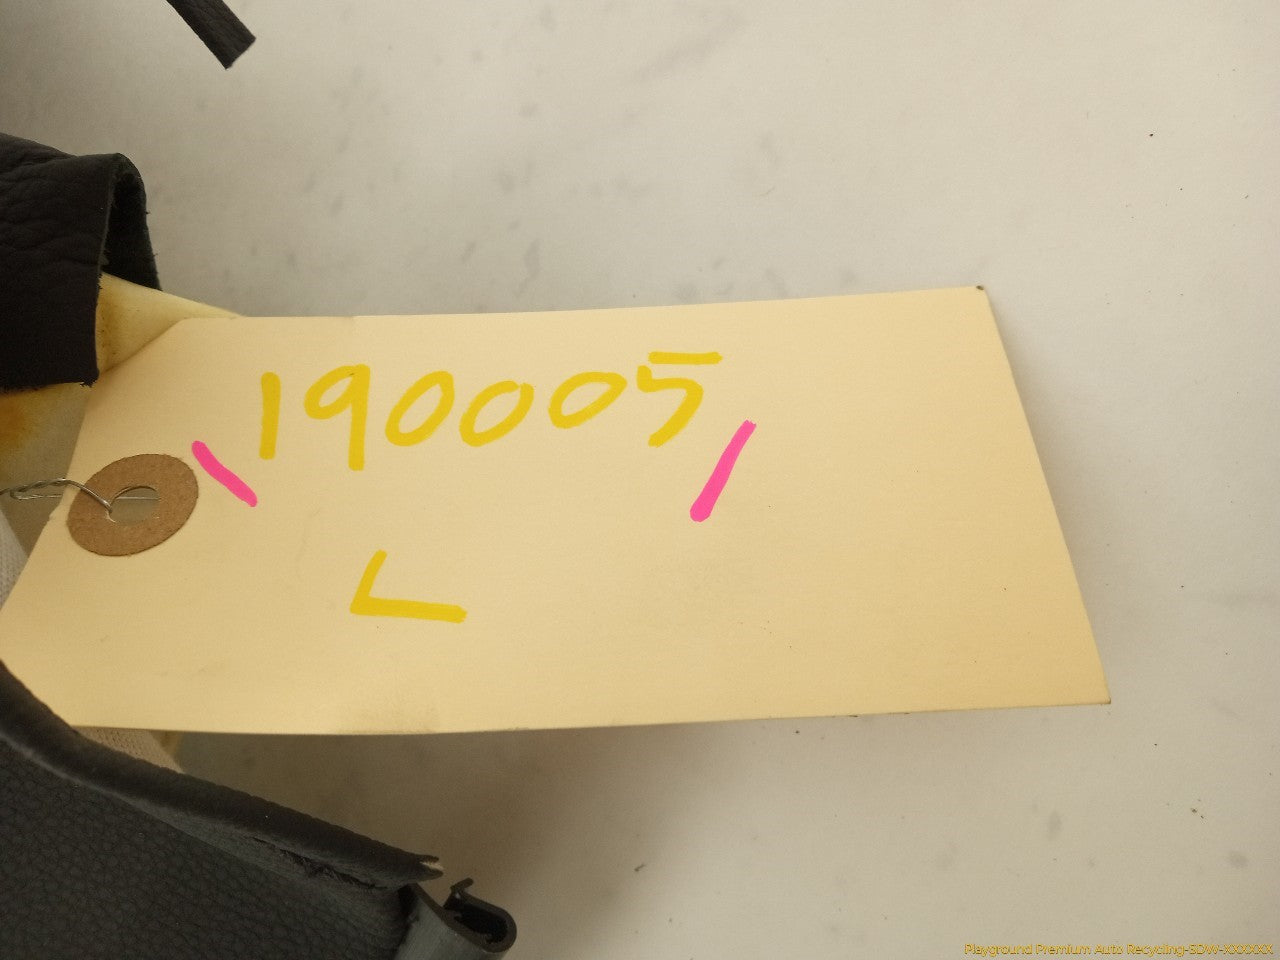 190005
L
Playground Premium Auto Recycling-SDW-XXXXXX